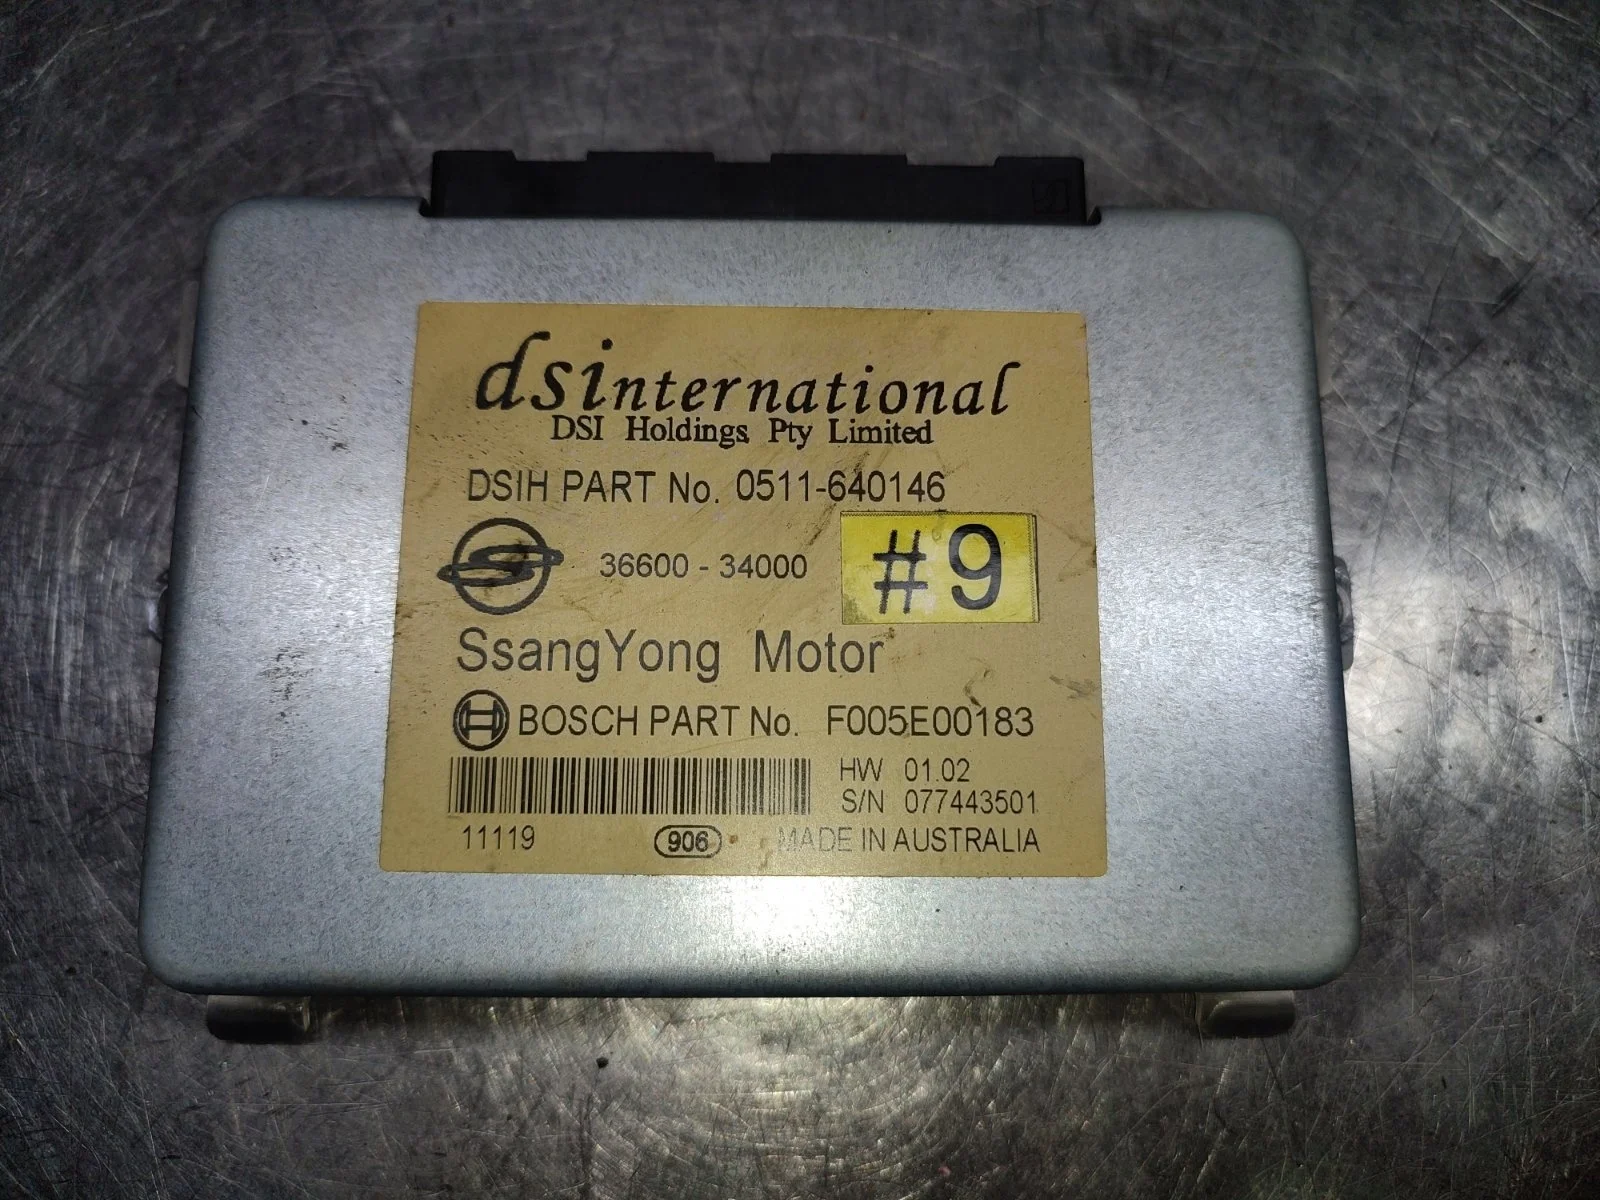 dsInternational
DSI Holdings Pty Limited
DSIH PART No. 0511-640146
36600 - 34000 #9
SsangYong Motor
BOSCH PART No. F005E00183
HW 01.02
S/N 077443501
11119 906 MADE IN AUSTRALIA